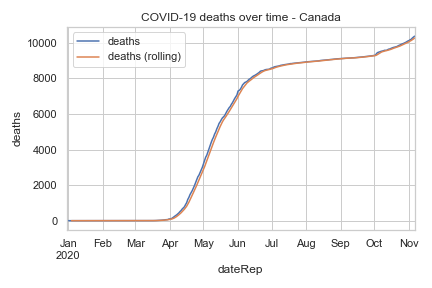 COVID-19 deaths over time - Canada
deaths
deaths (rolling)
10000
8000
6000
4000
2000
0
deaths
Jan Feb Mar Apr May Jun Jul Aug Sep Oct Nov
2020
dateRep